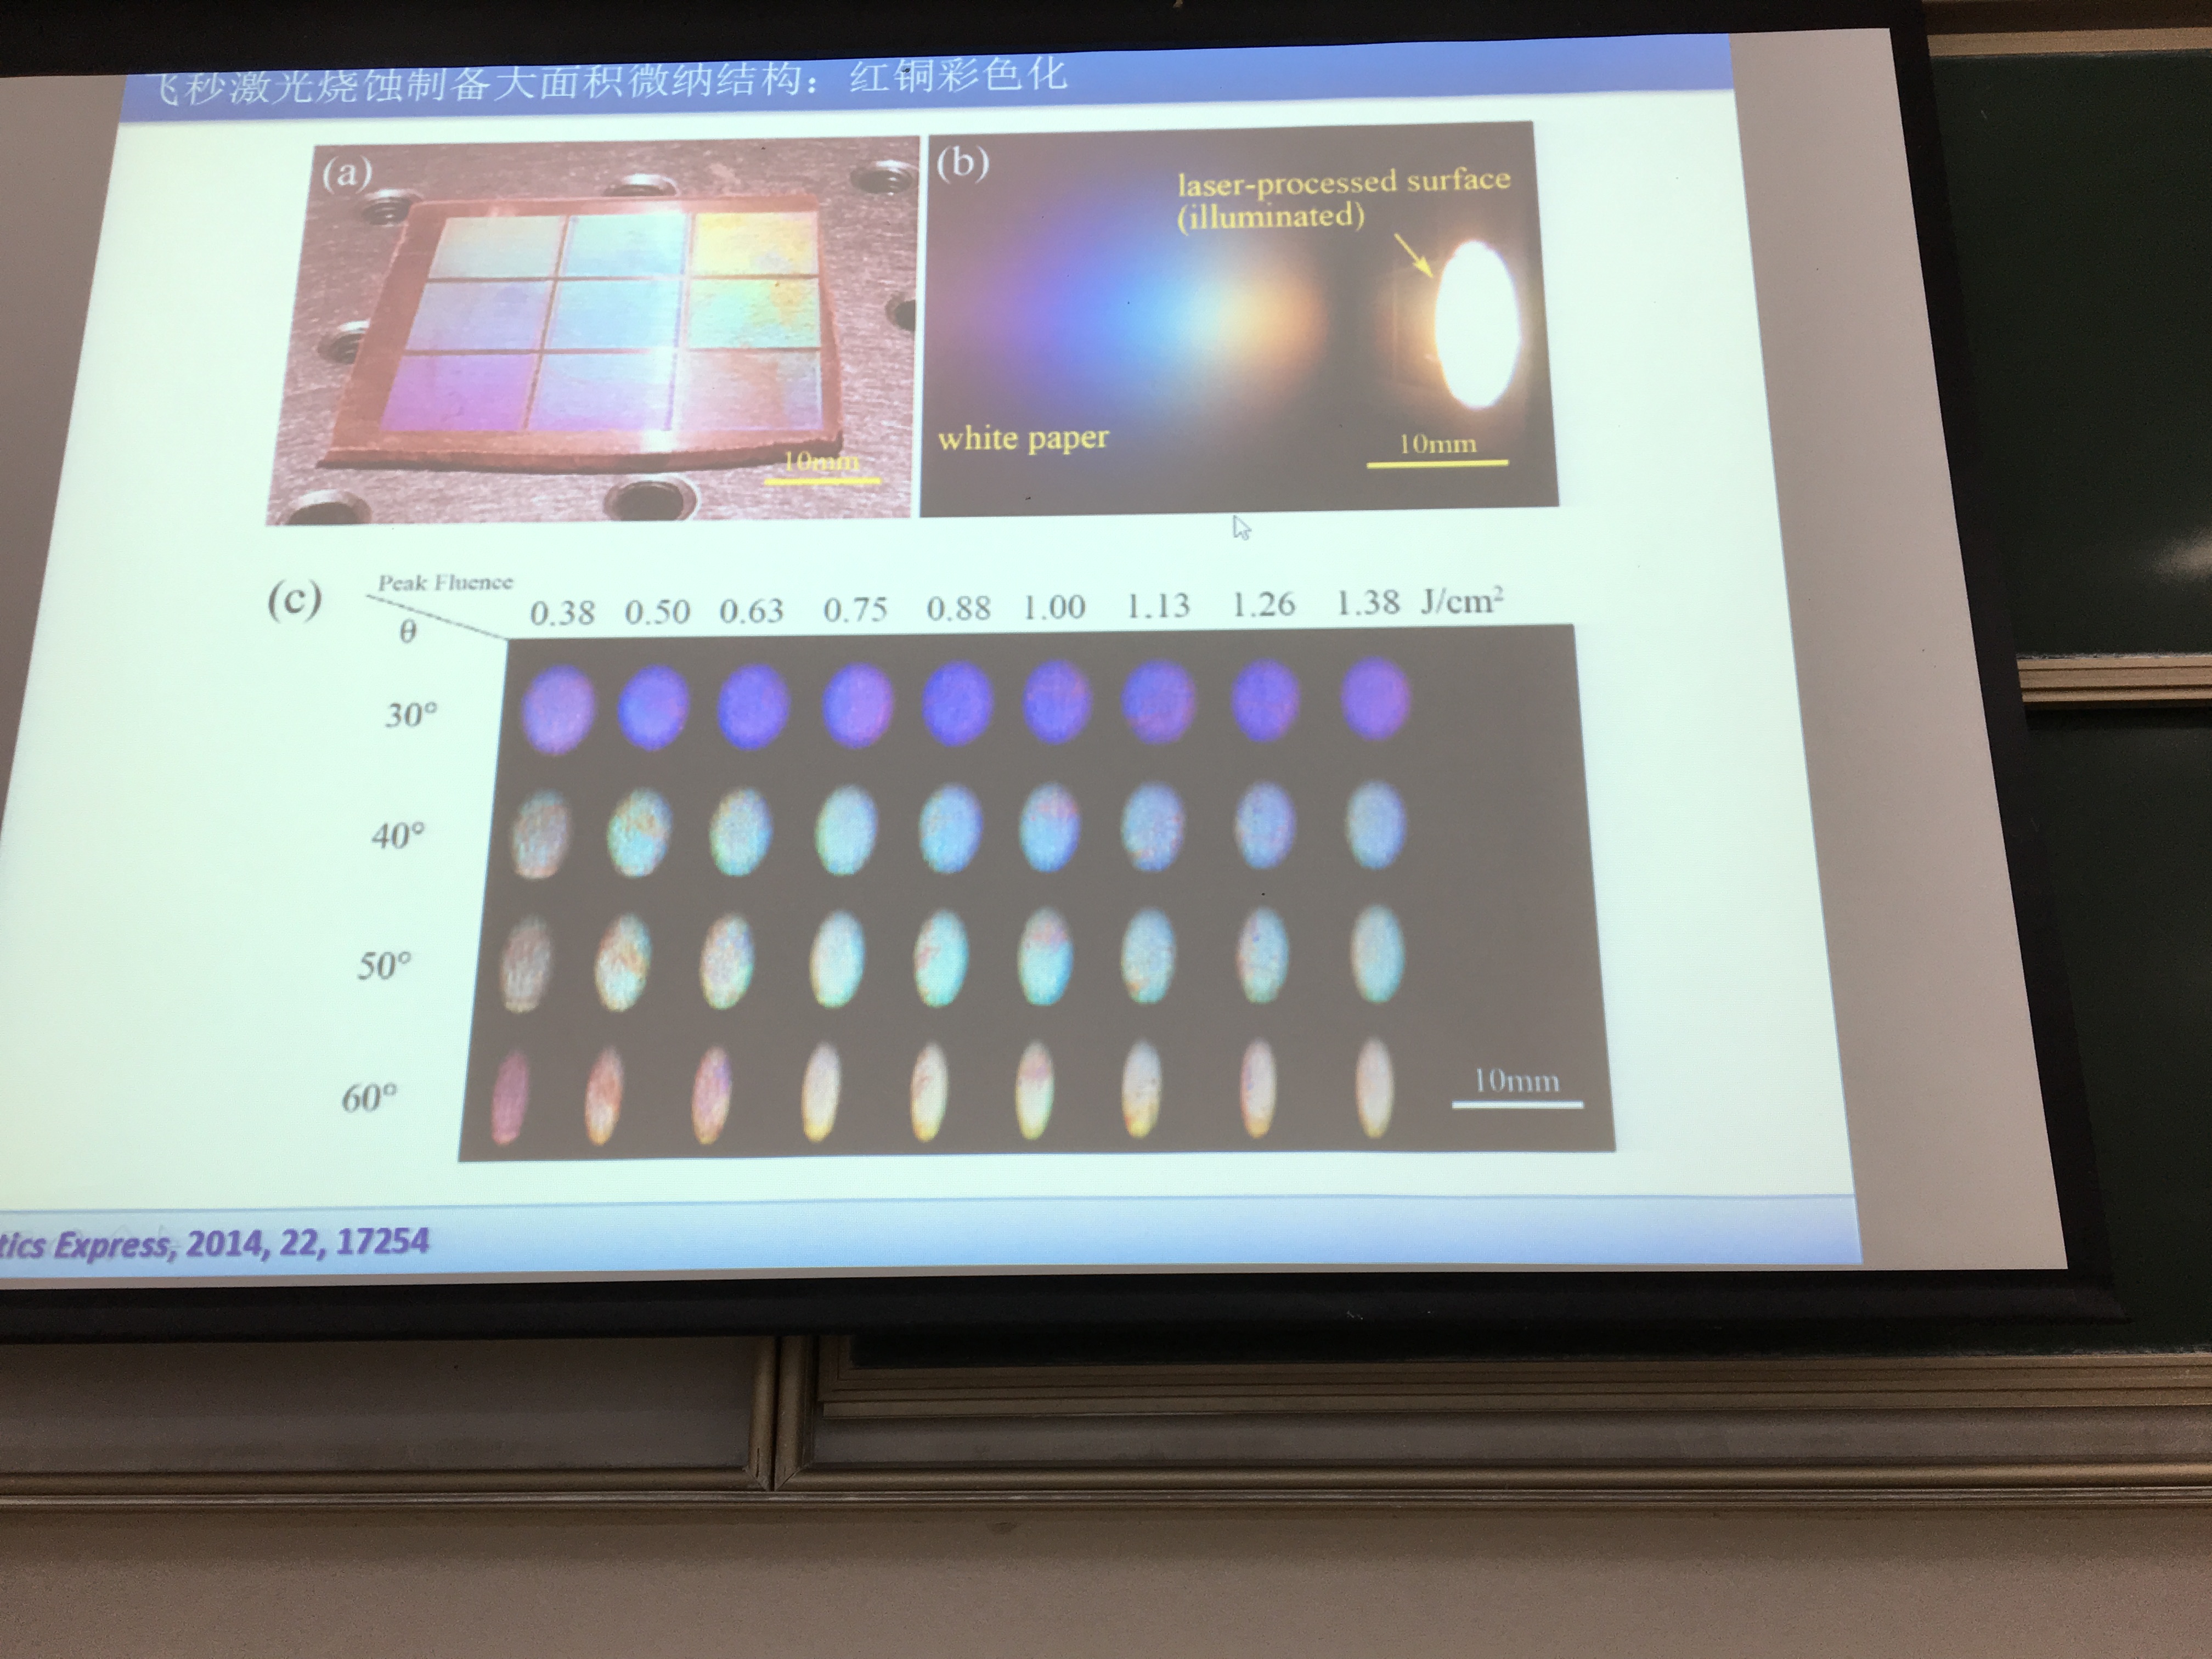 飞秒激光烧蚀制备大面积微纳结构：红铜彩色化
(a)
10mm
(b)
laser-processed surface
(illuminated)
white paper
10mm
(c)
Peak Fluence
θ
0.38 0.50 0.63 0.75 0.88 1.00 1.13 1.26 1.38 J/cm²
30°
40°
50°
60°
10mm
tics Express, 2014, 22, 17254